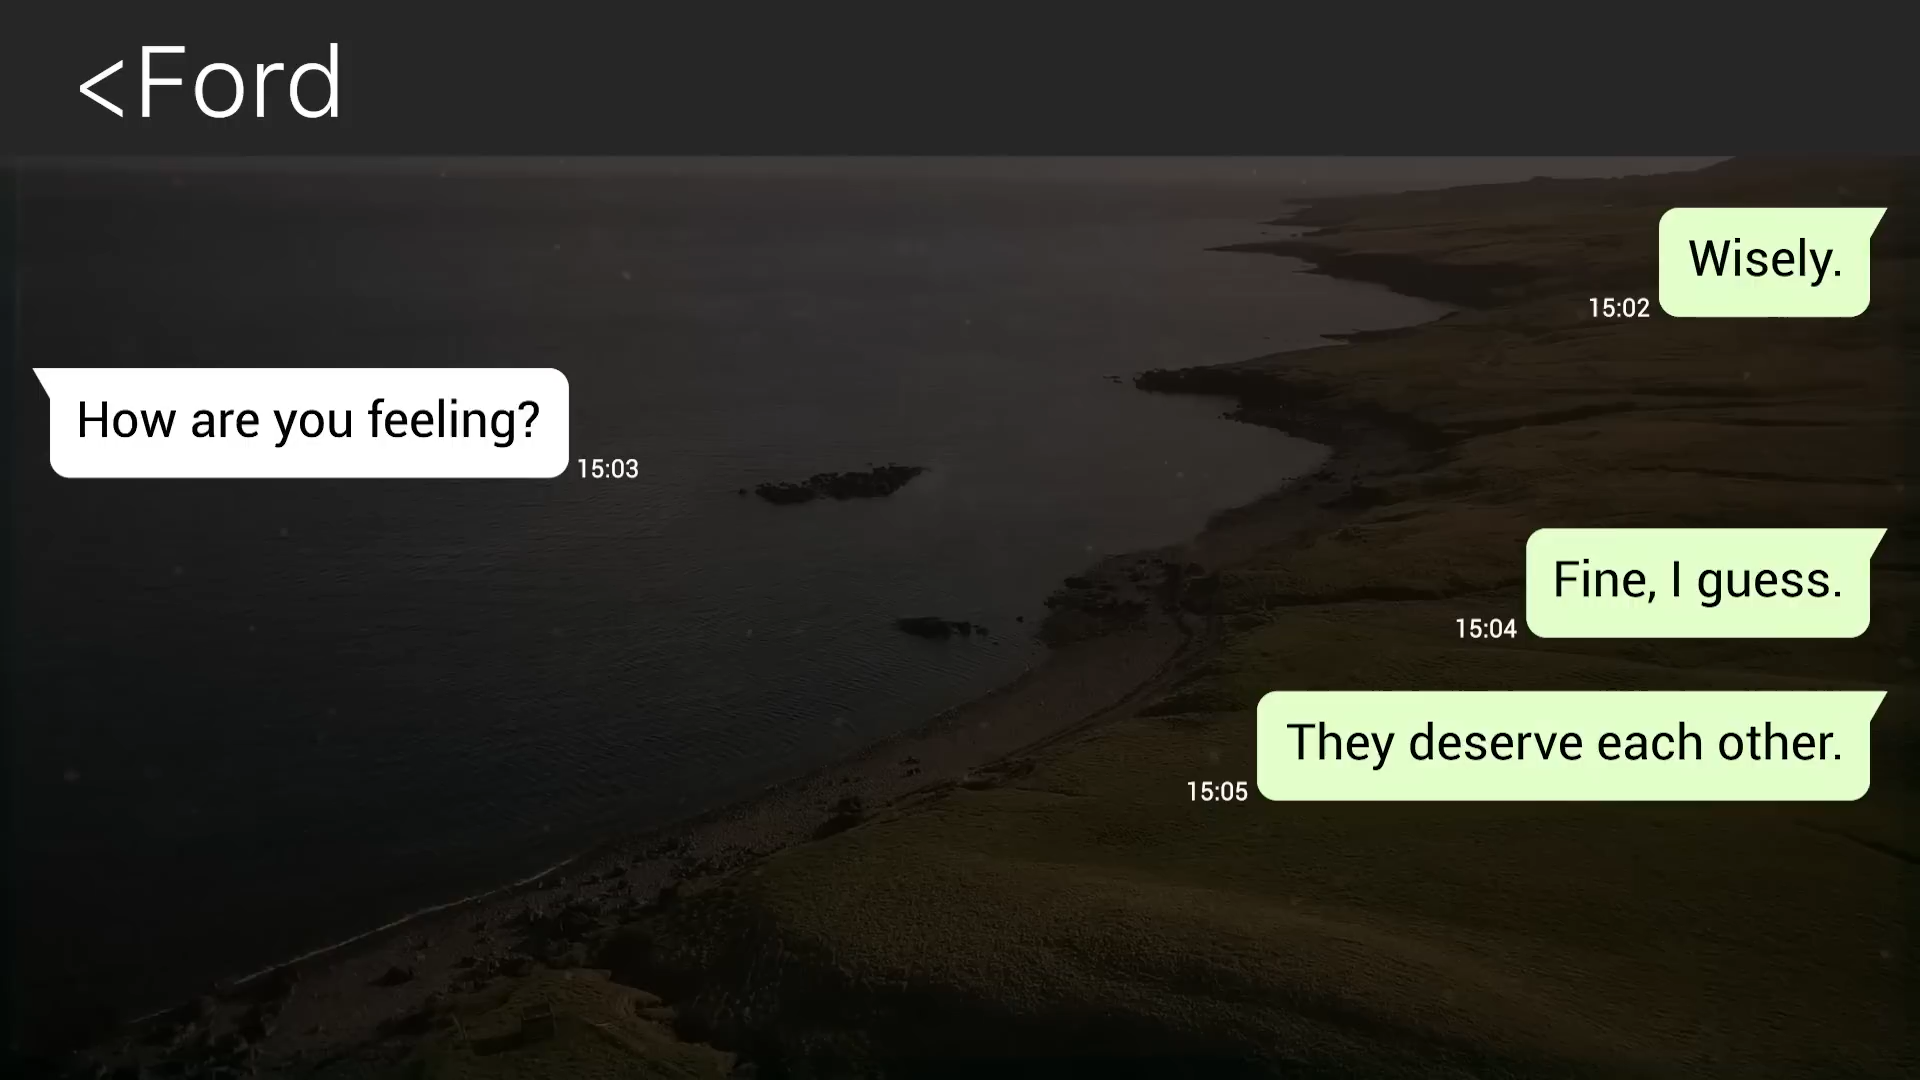 <Ford
Wisely.
15:02
How are you feeling?
15:03
Fine, I guess.
15:04
They deserve each other.
15:05